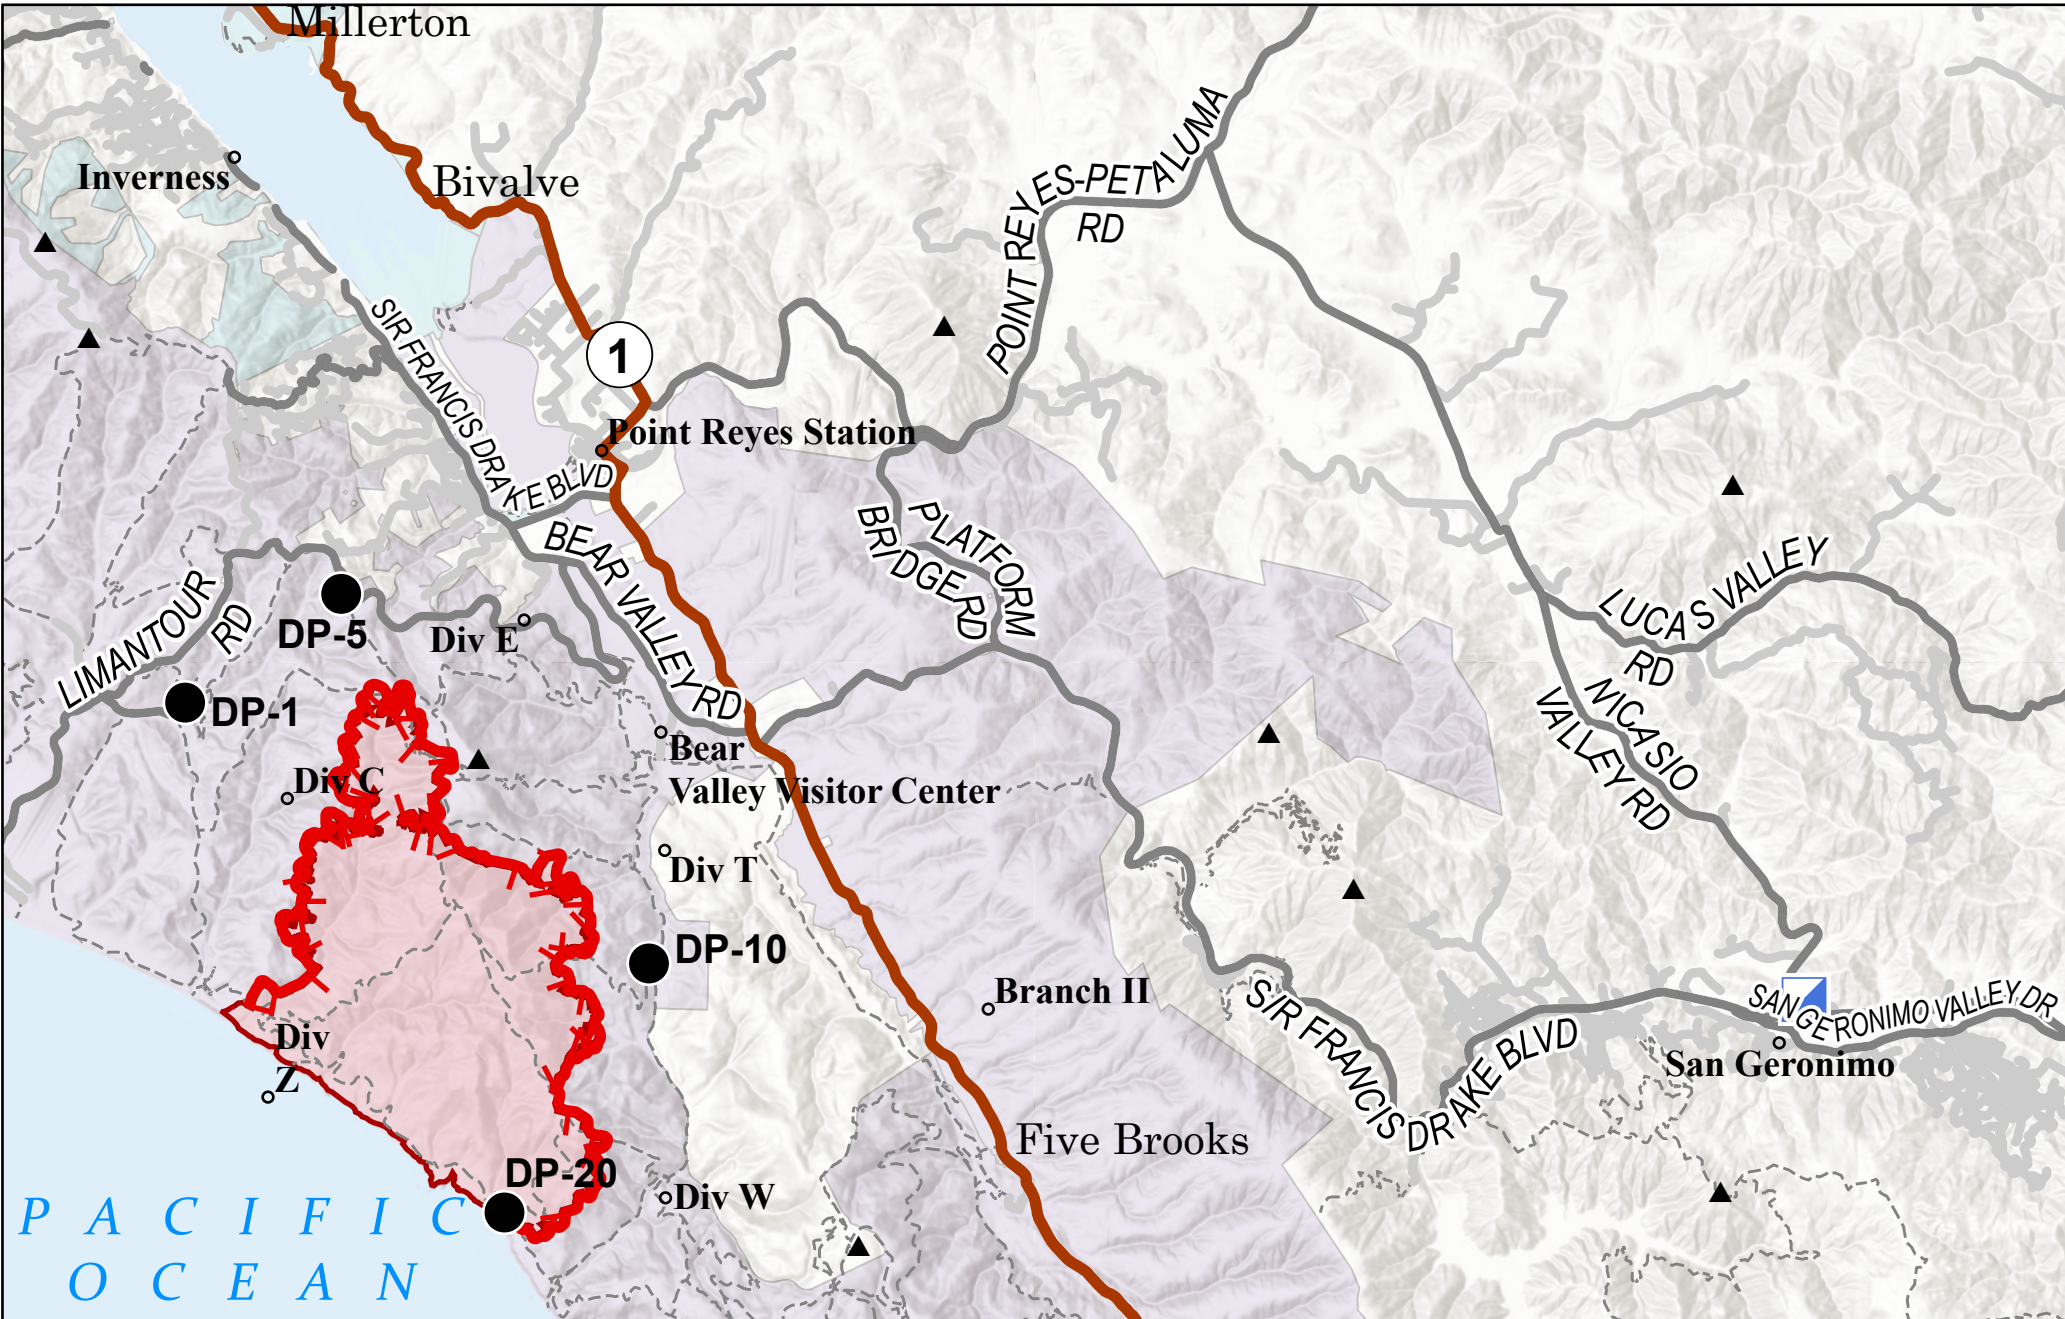 Millerton
Inverness
Bivalve
POINT REYES-PETALUMA
RD
1
SIR FRANCIS DRAKE BLVD
Point Reyes Station
BEAR VALLEY RD
PLATFORM
BRIDGE RD
LIMANTOUR
RD
DP-5
Div E
DP-1
LUCAS VALLEY
RD
NICASIO
VALLEY RD
Bear
Valley Visitor Center
Div C
Div T
DP-10
Branch II
SIR FRANCIS DRAKE BLVD
SAN GERONIMO VALLEY DR
San Geronimo
Div
Z
Five Brooks
DP-20
Div W
PACIFIC
OCEAN